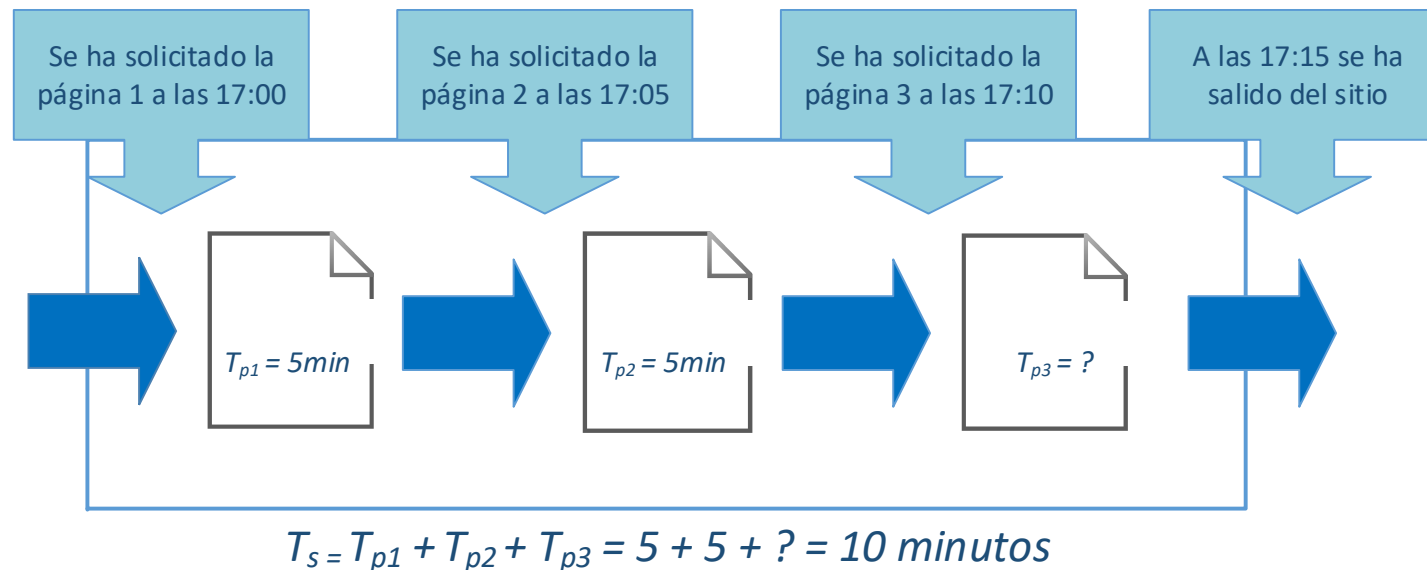 Se ha solicitado la
página 1 a las 17:00
Se ha solicitado la
página 2 a las 17:05
Se ha solicitado la
página 3 a las 17:10
A las 17:15 se ha
salido del sitio
Tp1 = 5min
Tp2 = 5min
Tp3 = ?
Ts = Tp1 + Tp2 + Tp3 = 5 + 5 + ? = 10 minutos